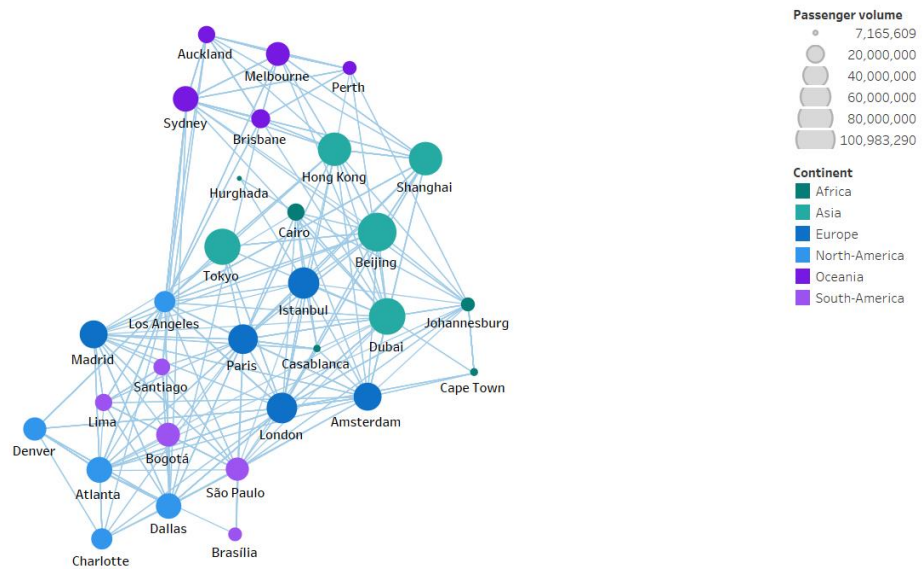 Auckland
Melbourne
Perth
Sydney
Brisbane
Hong Kong
Shanghai
Hurghada
Cairo
Tokyo
Beijing
Istanbul
Los Angeles
Dubai
Johannesburg
Madrid
Paris
Casablanca
Santiago
Cape Town
Lima
London
Amsterdam
Denver
Bogotá
Atlanta
São Paulo
Dallas
Brasília
Charlotte
Passenger volume
7,165,609
20,000,000
40,000,000
60,000,000
80,000,000
100,983,290
Continent
Africa
Asia
Europe
North-America
Oceania
South-America